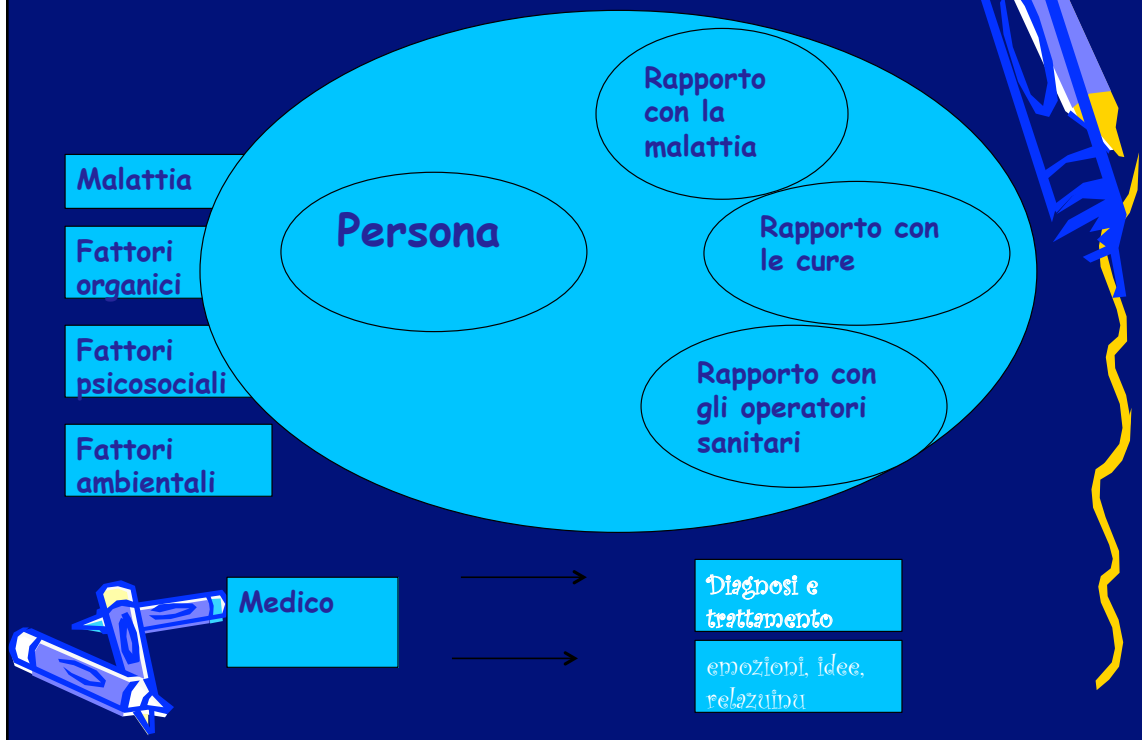 Malattia
Fattori
organici
Fattori
psicosociali
Fattori
ambientali
Persona
Rapporto
con la
malattia
Rapporto con
le cure
Rapporto con
gli operatori
sanitari
Medico
Diagnosi e
trattamento
emozioni, idee,
relazuinu